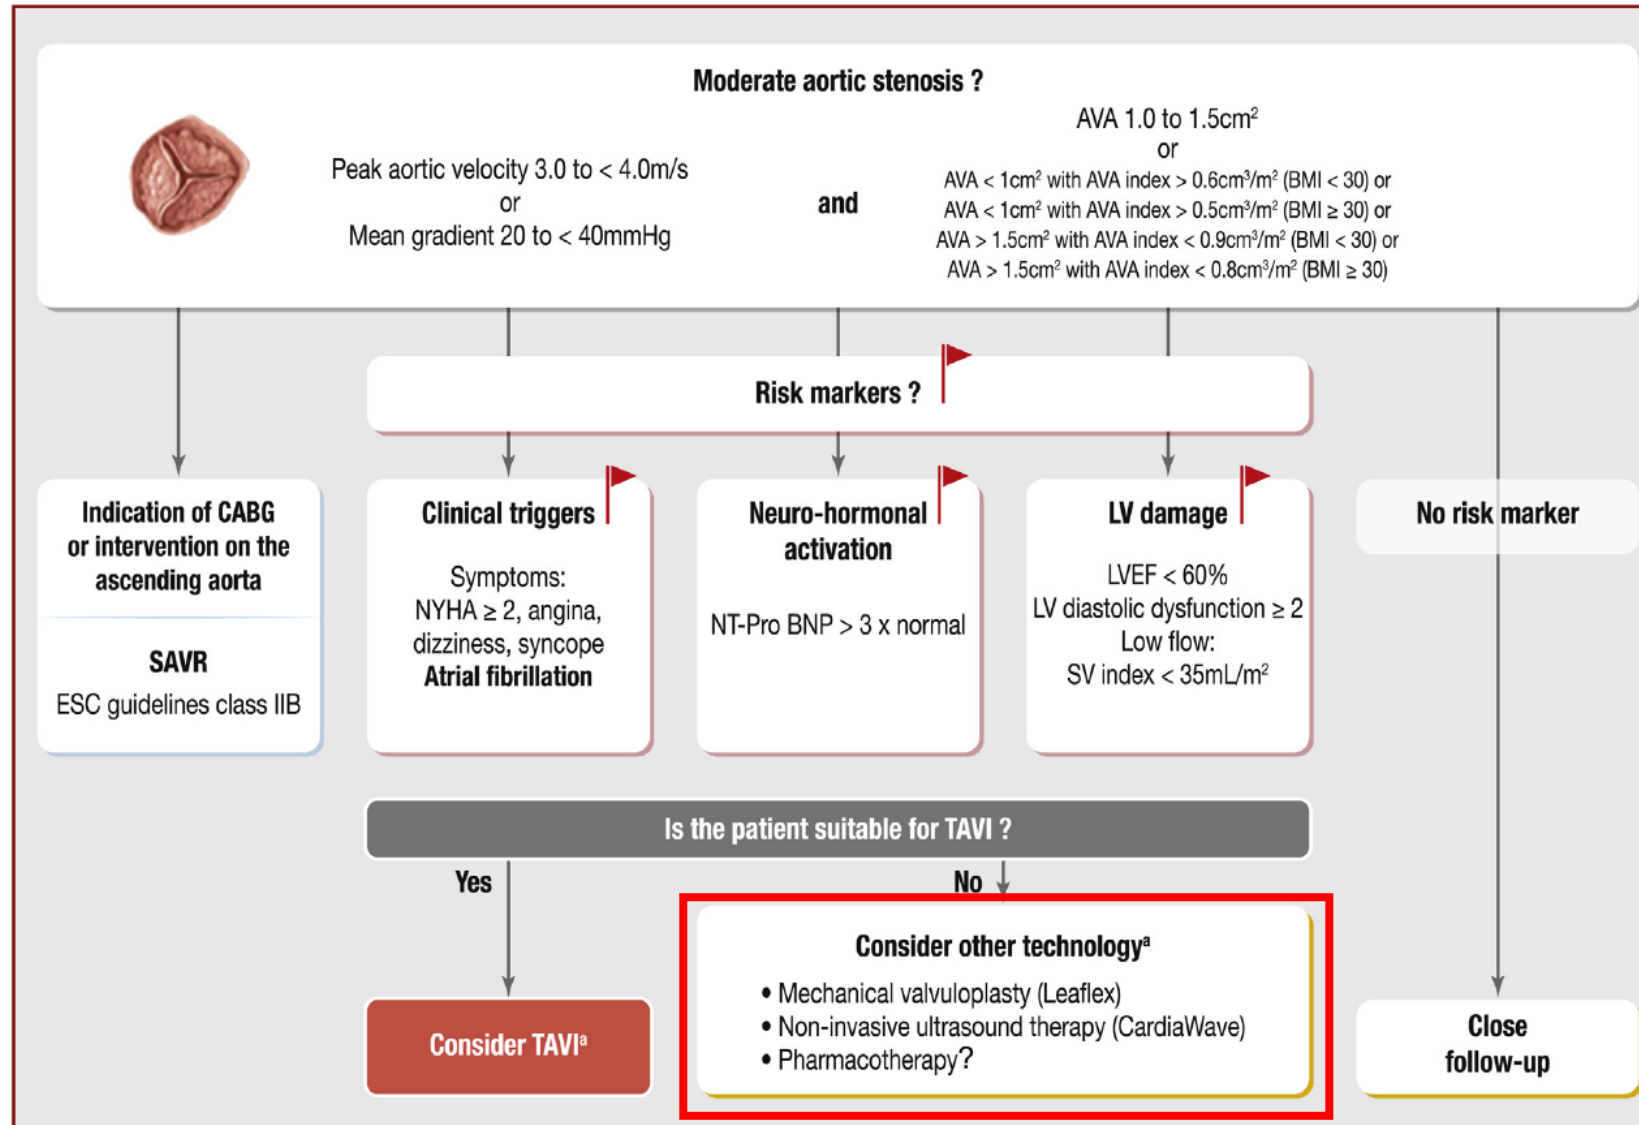 Moderate aortic stenosis ?
Peak aortic velocity 3.0 to < 4.0m/s
or
Mean gradient 20 to < 40mmHg
and
AVA 1.0 to 1.5cm²
or
AVA < 1cm² with AVA index > 0.6cm³/m² (BMI < 30) or
AVA < 1cm² with AVA index > 0.5cm³/m² (BMI ≥ 30) or
AVA > 1.5cm² with AVA index < 0.9cm³/m² (BMI < 30) or
AVA > 1.5cm² with AVA index < 0.8cm³/m² (BMI ≥ 30)
Risk markers ?
Indication of CABG
or intervention on the
ascending aorta
SAVR
ESC guidelines class IIB
Clinical triggers
Symptoms:
NYHA ≥ 2, angina,
dizziness, syncope
Atrial fibrillation
Neuro-hormonal
activation
NT-Pro BNP > 3 x normal
LV damage
LVEF < 60%
LV diastolic dysfunction ≥ 2
Low flow:
SV index < 35mL/m²
No risk marker
Is the patient suitable for TAVI ?
Yes
No
Consider TAVIᵃ
Consider other technologyᵃ
• Mechanical valvuloplasty (Leaflex)
• Non-invasive ultrasound therapy (CardiaWave)
• Pharmacotherapy?
Close
follow-up